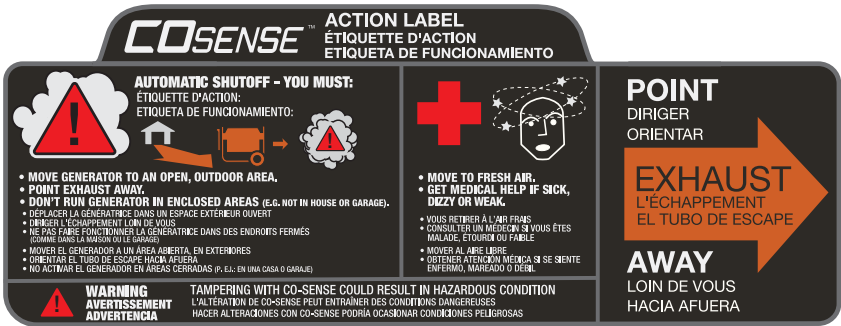 COSENSE™
ACTION LABEL
ÉTIQUETTE D'ACTION
ETIQUETA DE FUNCIONAMIENTO
AUTOMATIC SHUTOFF - YOU MUST:
ÉTIQUETTE D'ACTION:
ETIQUETA DE FUNCIONAMIENTO:
• MOVE GENERATOR TO AN OPEN, OUTDOOR AREA.
• POINT EXHAUST AWAY.
• DON'T RUN GENERATOR IN ENCLOSED AREAS (E.G. NOT IN HOUSE OR GARAGE).
• DÉPLACER LA GÉNÉRATRICE DANS UN ESPACE EXTÉRIEUR OUVERT
• DIRIGER L'ÉCHAPPEMENT LOIN DE VOUS
• NE PAS FAIRE FONCTIONNER LA GÉNÉRATRICE DANS DES ENDROITS FERMÉS
(COMME DANS LA MAISON OU LE GARAGE)
• MOVER EL GENERADOR A UN ÁREA ABIERTA, EN EXTERIORES
• ORIENTAR EL TUBO DE ESCAPE HACIA AFUERA
• NO ACTIVAR EL GENERADOR EN ÁREAS CERRADAS (P. EJ.: EN UNA CASA O GARAJE)
• MOVE TO FRESH AIR.
• GET MEDICAL HELP IF SICK,
DIZZY OR WEAK.
• VOUS RETIRER À L'AIR FRAIS
• CONSULTER UN MÉDECIN SI VOUS ÊTES
MALADE, ÉTOURDI OU FAIBLE
• MOVER AL AIRE LIBRE
• OBTENER ATENCIÓN MÉDICA SI SE SIENTE
ENFERMO, MAREADO O DÉBIL
POINT
DIRIGER
ORIENTAR
EXHAUST
L'ÉCHAPPEMENT
EL TUBO DE ESCAPE
AWAY
LOIN DE VOUS
HACIA AFUERA
WARNING
AVERTISSEMENT
ADVERTENCIA
TAMPERING WITH CO-SENSE COULD RESULT IN HAZARDOUS CONDITION
L'ALTÉRATION DE CO-SENSE PEUT ENTRAÎNER DES CONDITIONS DANGEREUSES
HACER ALTERACIONES CON CO-SENSE PODRÍA OCASIONAR CONDICIONES PELIGROSAS